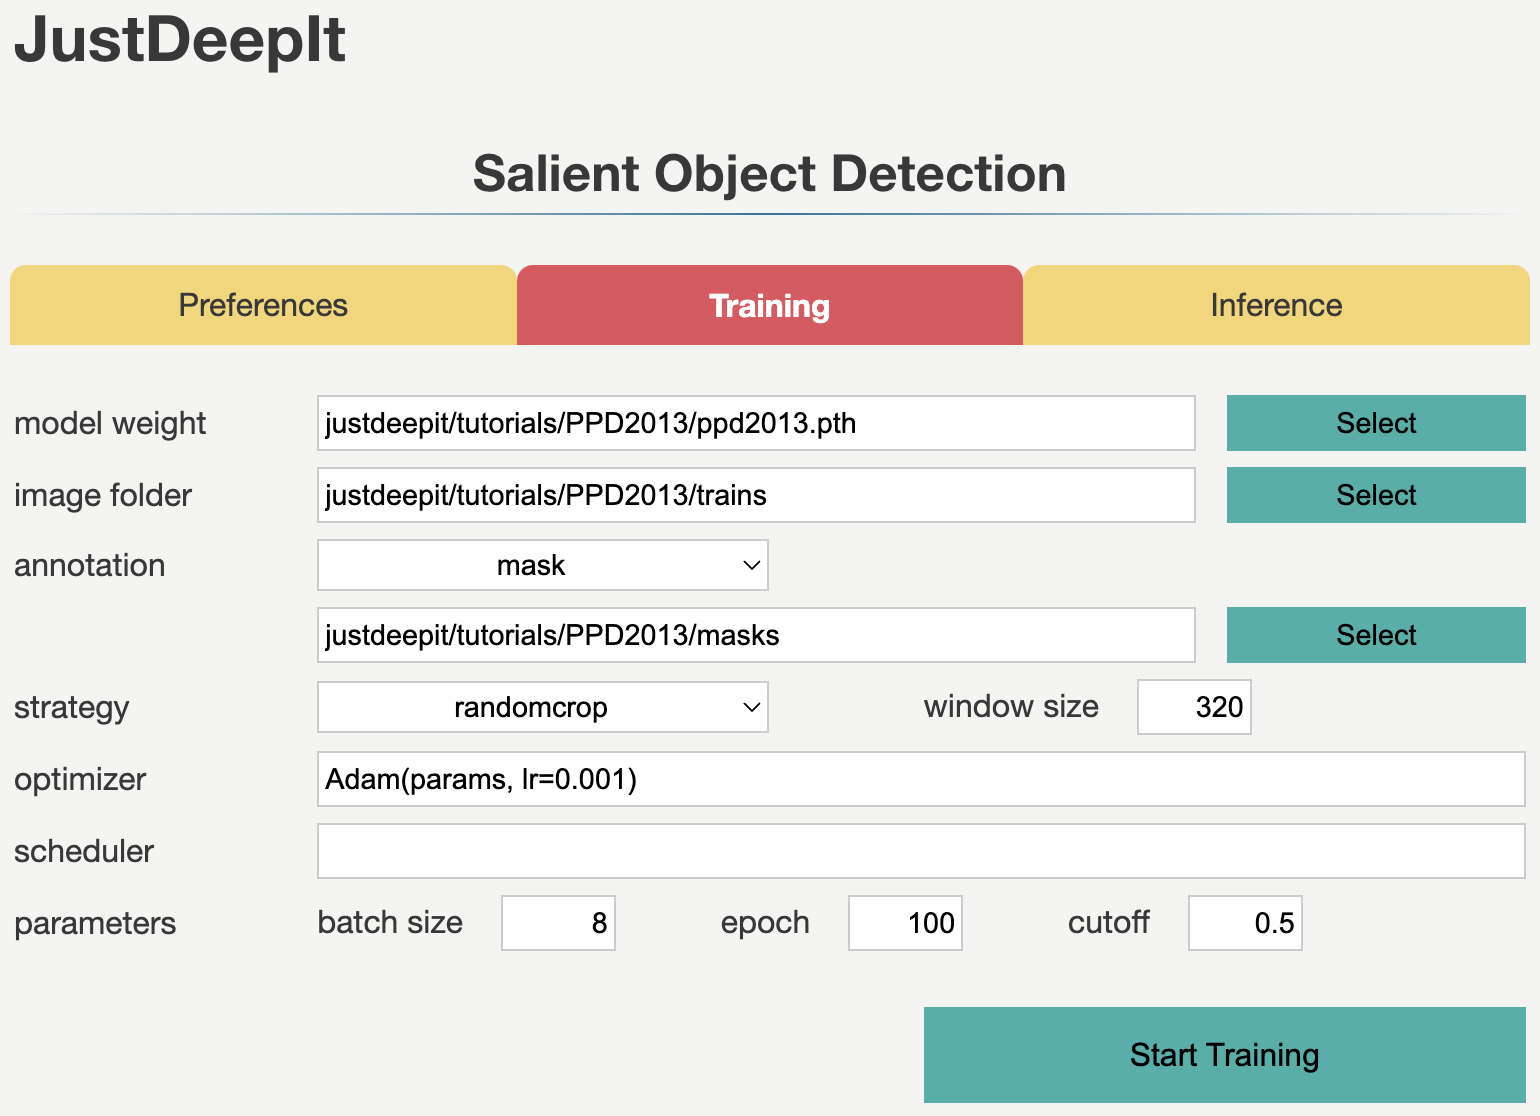 JustDeepIt
Salient Object Detection
Preferences Training Inference
model weight justdeepit/tutorials/PPD2013/ppd2013.pth Select
image folder justdeepit/tutorials/PPD2013/trains Select
annotation mask
justdeepit/tutorials/PPD2013/masks Select
strategy randomcrop window size 320
optimizer Adam(params, lr=0.001)
scheduler
parameters batch size 8 epoch 100 cutoff 0.5
Start Training